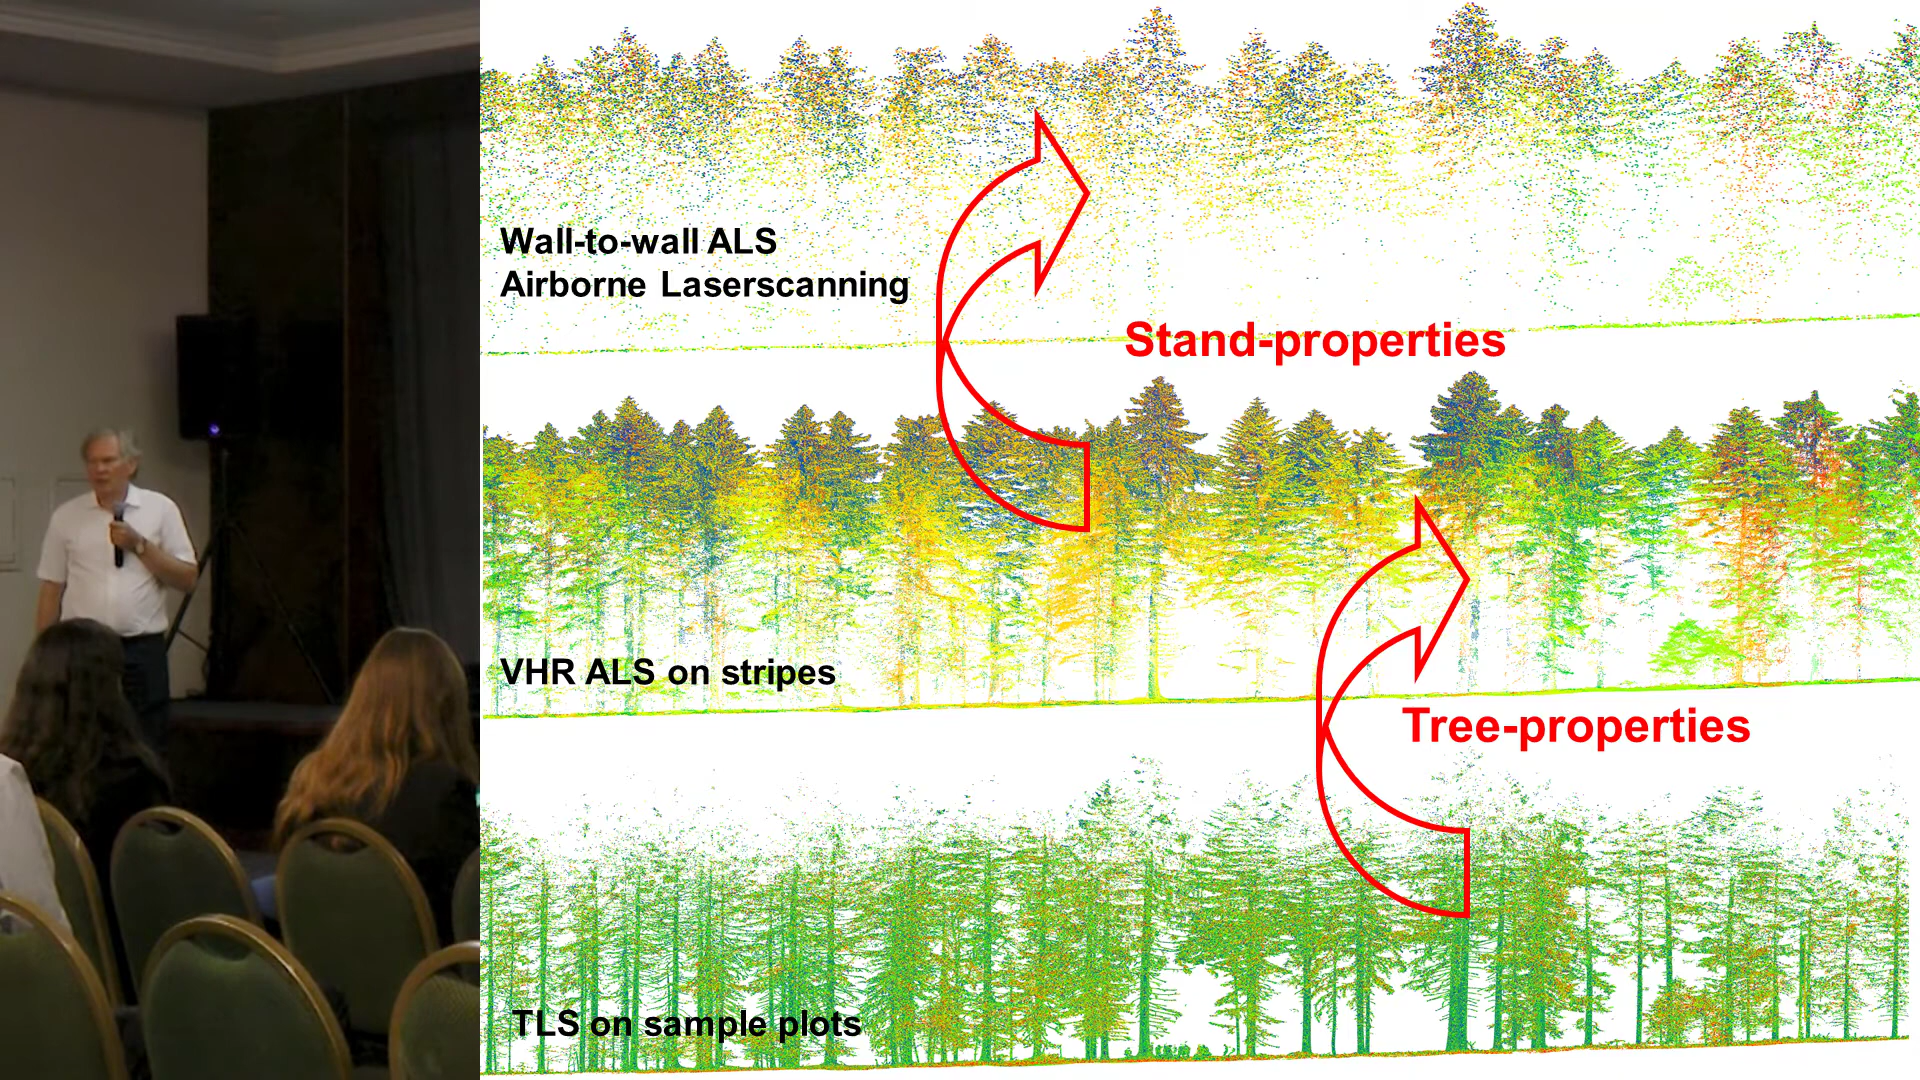 Wall-to-wall ALS
Airborne Laserscanning
Stand-properties
VHR ALS on stripes
Tree-properties
TLS on sample plots